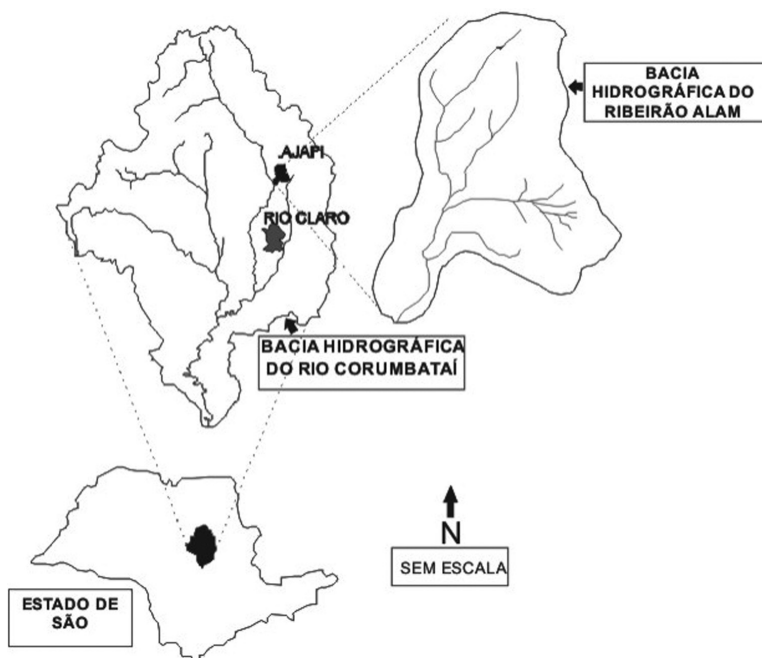 BACIA
HIDROGRÁFICA DO
RIBEIRÃO ALAM
AJAPI
RIO CLARO
BACIA HIDROGRÁFICA
DO RIO CORUMBATAÍ
N
SEM ESCALA
ESTADO DE
SÃO